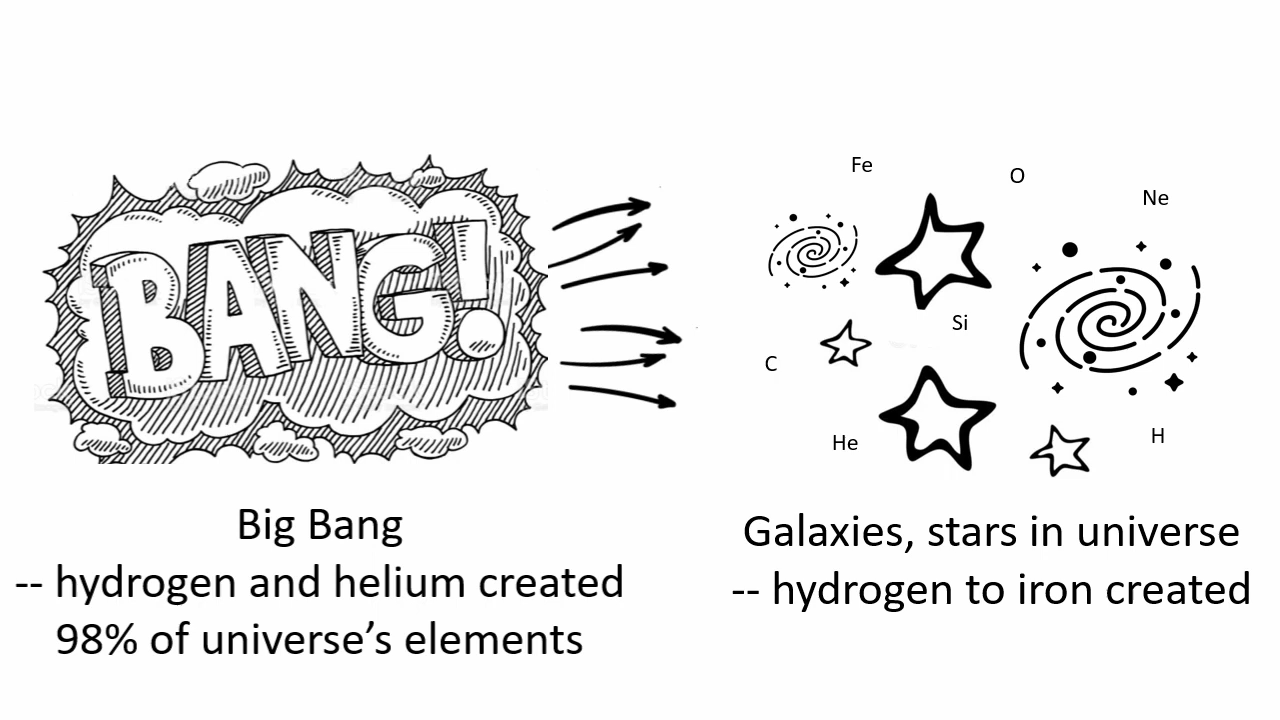 BANG!
Fe
O
Ne
Si
C
He
H
Big Bang
-- hydrogen and helium created
98% of universe’s elements
Galaxies, stars in universe
-- hydrogen to iron created